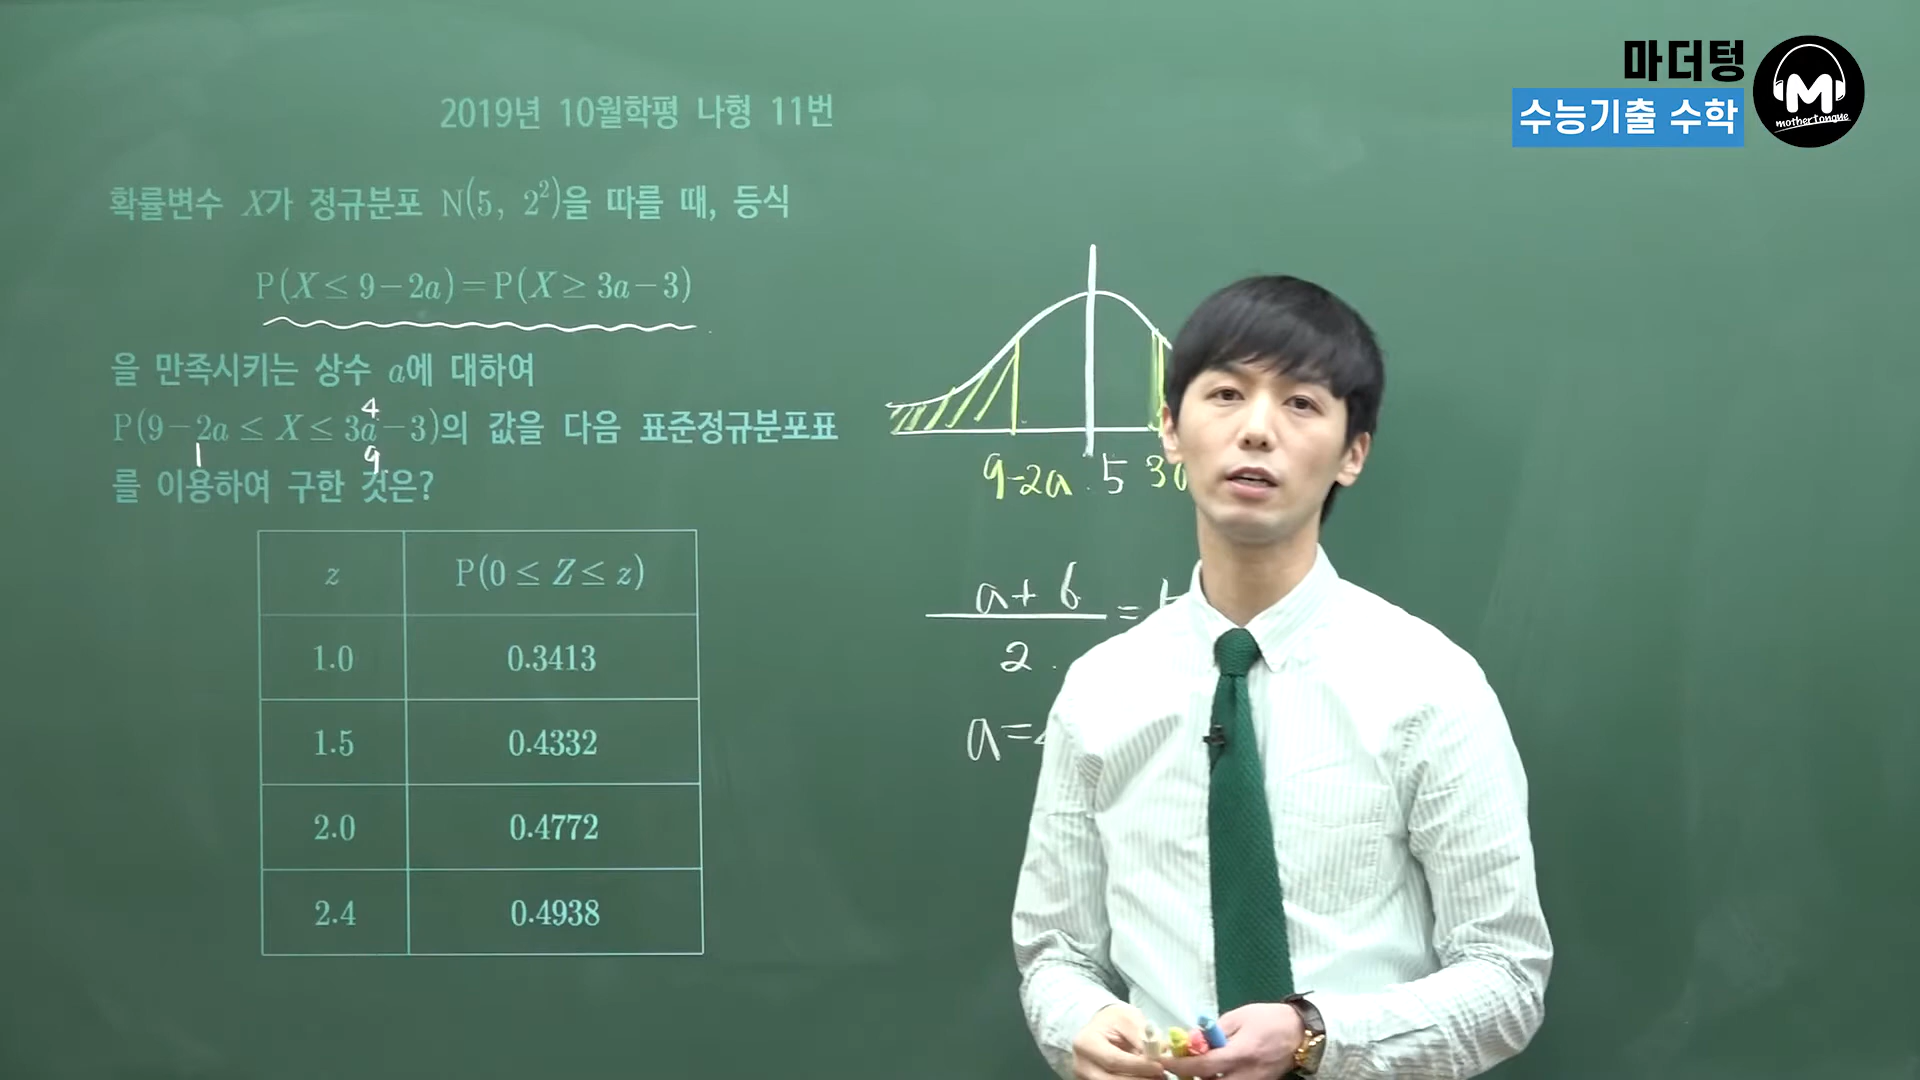 마더텅
수능기출 수학
M
mothertongue
2019년 10월학평 나형 11번
확률변수 X가 정규분포 N(5, 2²)을 따를 때, 등식
P(X ≤ 9−2a)=P(X ≥ 3a−3)
을 만족시키는 상수 a에 대하여
4
P(9−2a ≤ X ≤ 3a−3)의 값을 다음 표준정규분포표
1 9
를 이용하여 구한 것은?
z P(0 ≤ Z ≤ z)
1.0 0.3413
1.5 0.4332
2.0 0.4772
2.4 0.4938
9-2a 5 3
a+6
2
=
a=